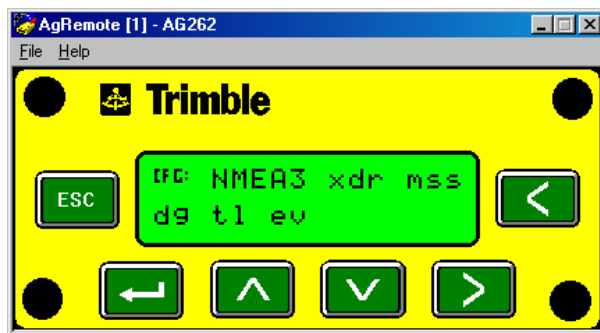 AgRemote [1] - AG262
File Help
Trimble
ESC
CFG: NMEA3 xdr mss
dg tl ev